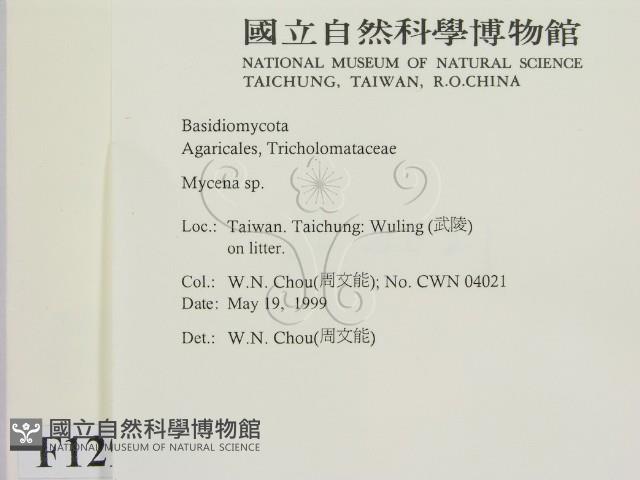 國立自然科學博物館
NATIONAL MUSEUM OF NATURAL SCIENCE
TAICHUNG, TAIWAN, R.O.CHINA
Basidiomycota
Agaricales, Tricholomataceae
Mycena sp.
Loc.: Taiwan. Taichung: Wuling (武陵)
on litter.
Col.: W.N. Chou(周文能); No. CWN 04021
Date: May 19, 1999
Det.: W.N. Chou(周文能)
國立自然科學博物館
NATIONAL MUSEUM OF NATURAL SCIENCE
F12